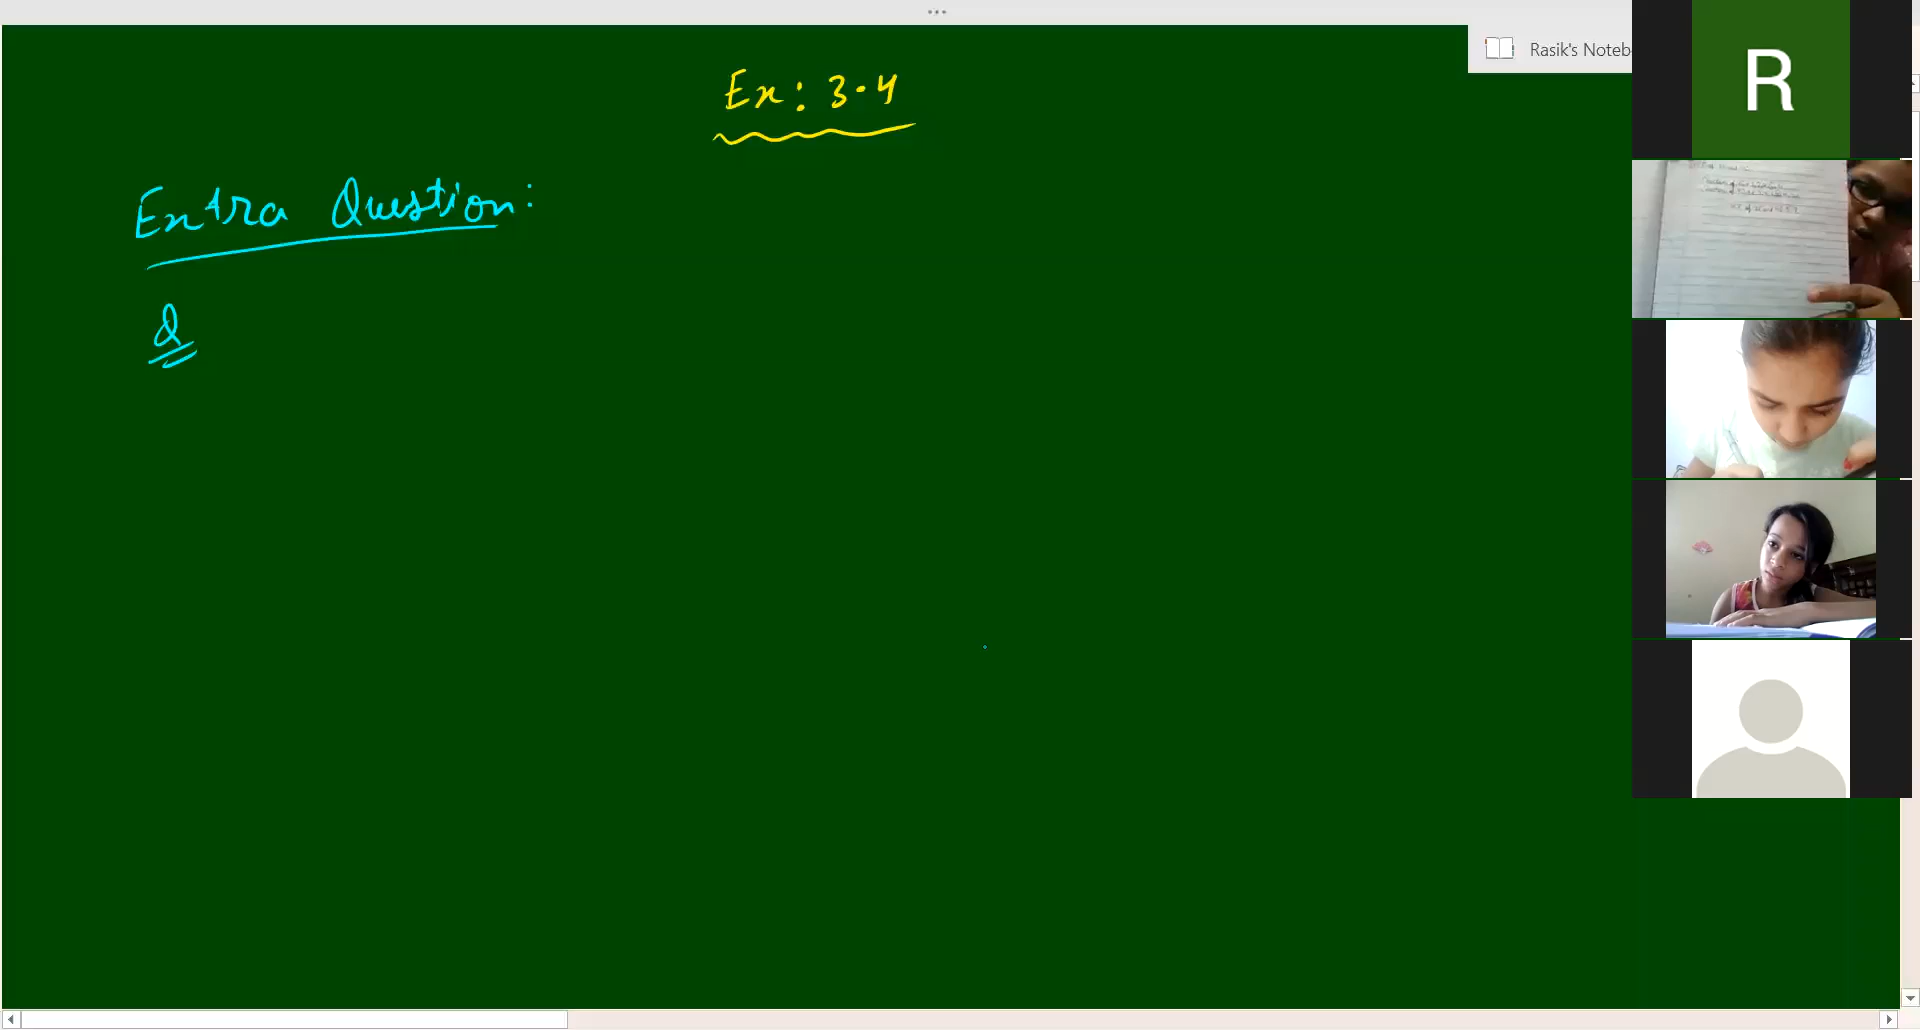 Rasik's Noteb
R
Ex: 3.4
Extra Question:
Q